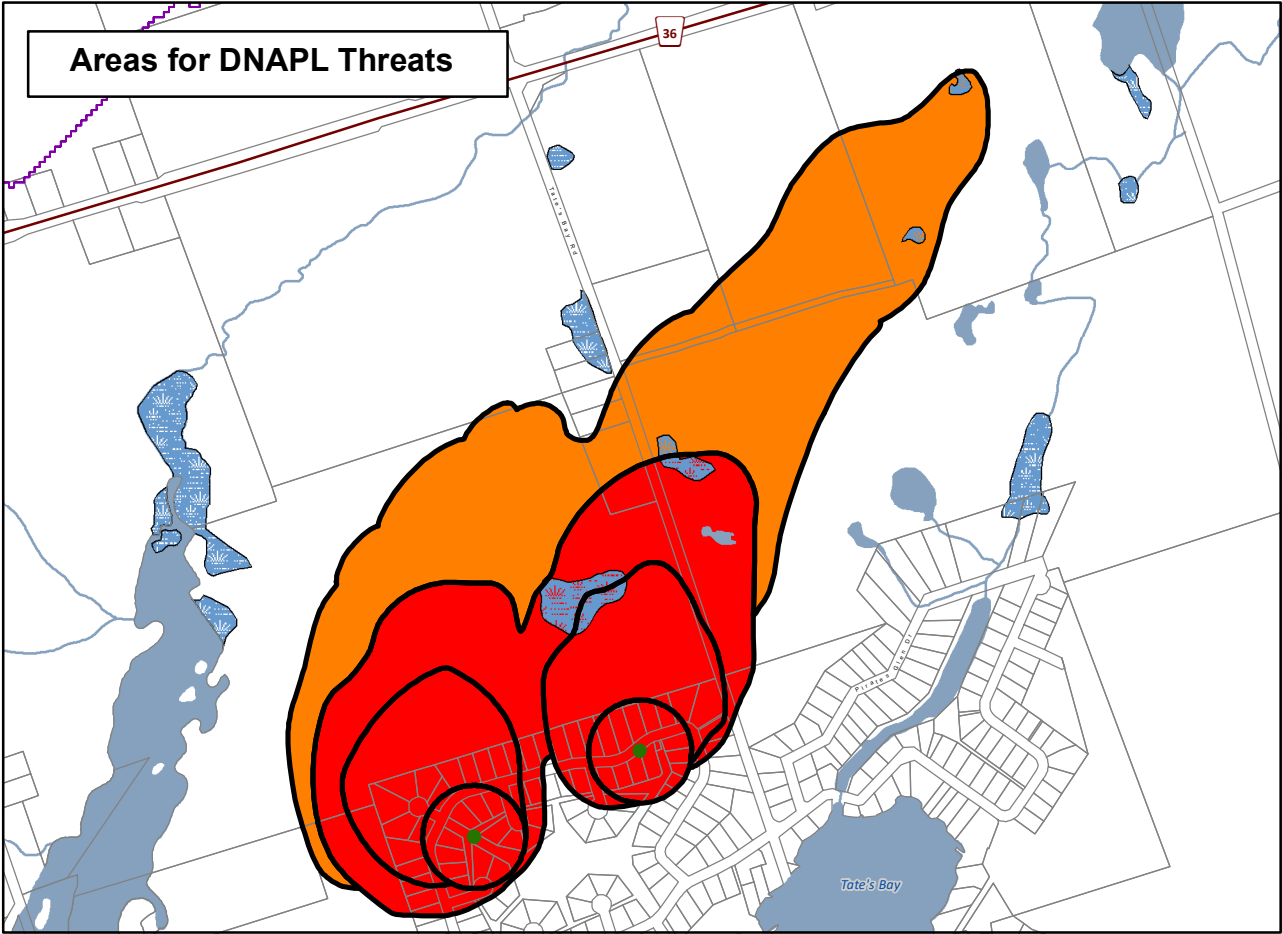 Areas for DNAPL Threats
36
Tate's Bay Rd
Pirates Glen Dr
Tate's Bay